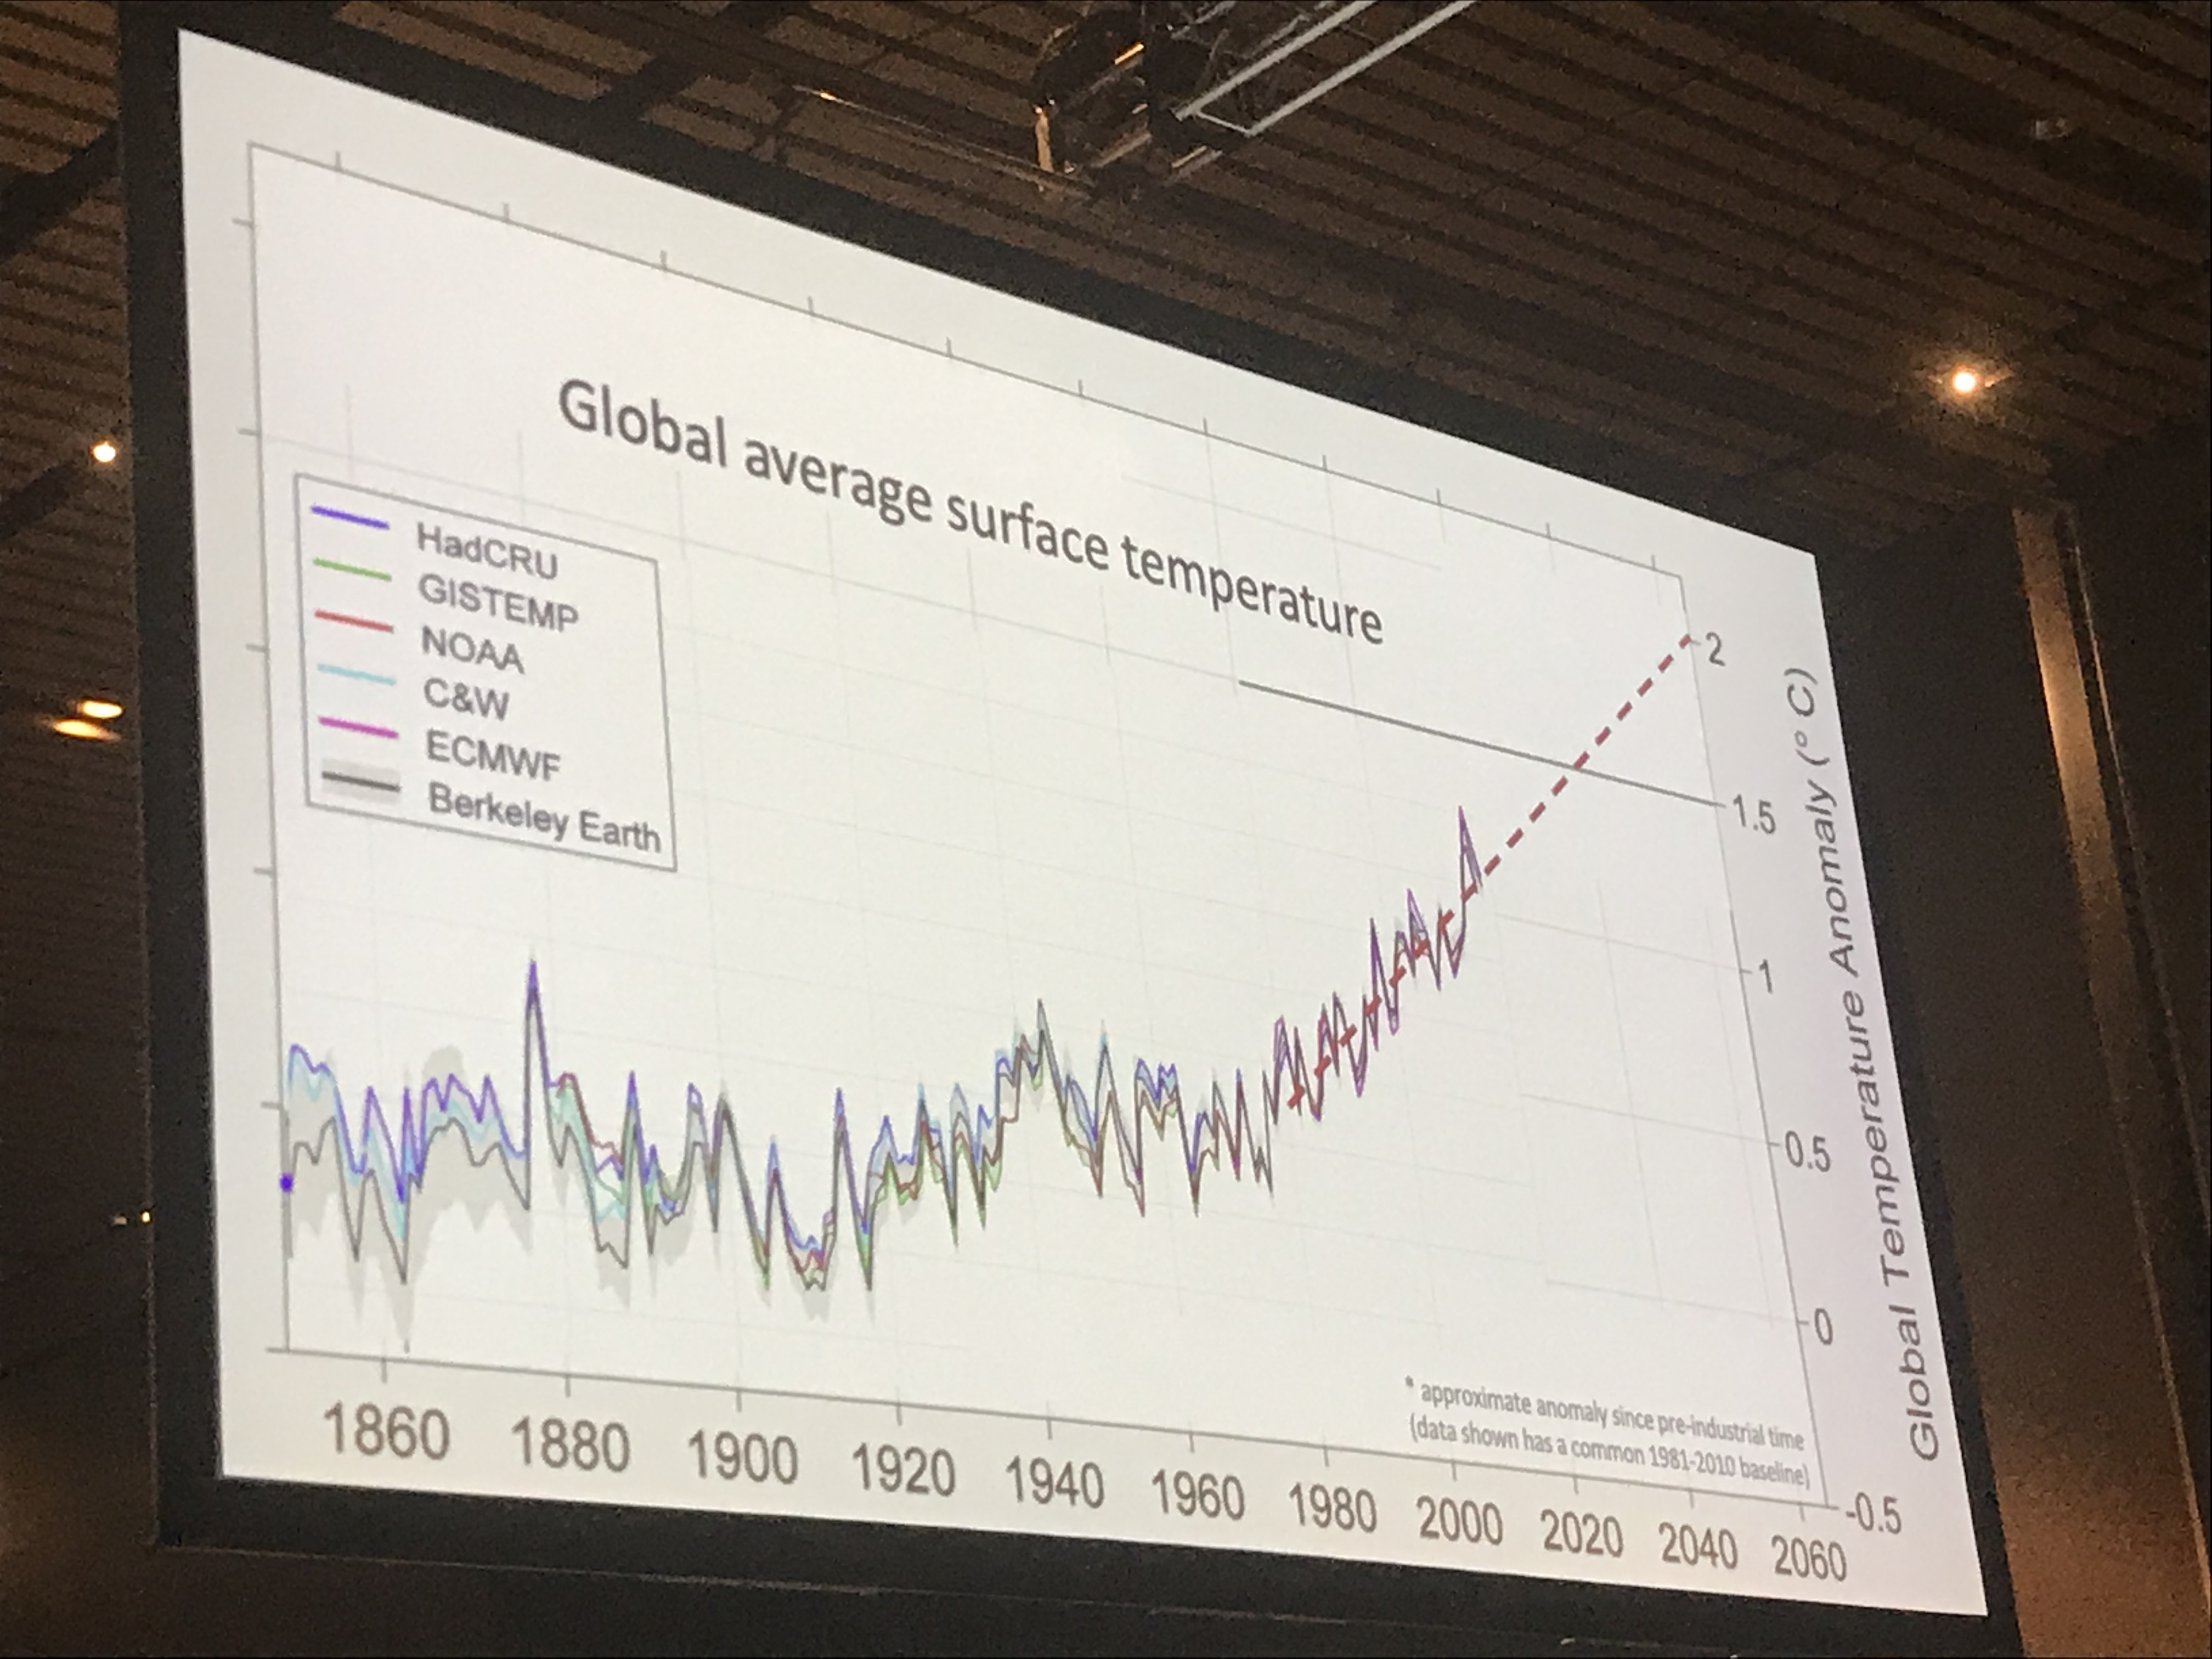 Global average surface temperature
HadCRU
GISTEMP
NOAA
C&W
ECMWF
Berkeley Earth
2
1.5
1
0.5
0
-0.5
Global Temperature Anomaly (° C)
* approximate anomaly since pre-industrial time
(data shown has a common 1981-2010 baseline)
1860 1880 1900 1920 1940 1960 1980 2000 2020 2040 2060